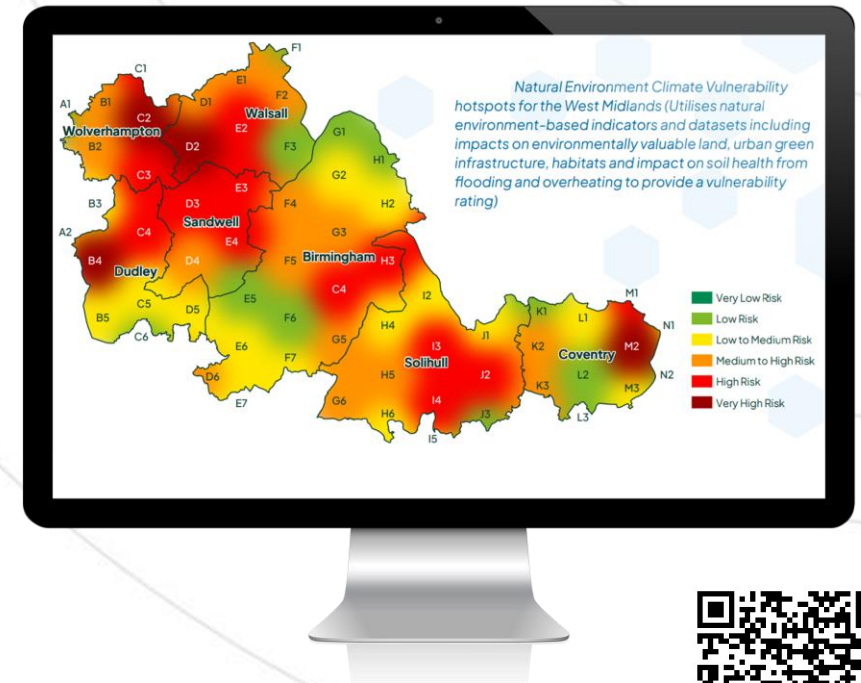 Natural Environment Climate Vulnerability
hotspots for the West Midlands (Utilises natural
environment-based indicators and datasets including
impacts on environmentally valuable land, urban green
infrastructure, habitats and impact on soil health from
flooding and overheating to provide a vulnerability
rating)
F1
C1
E1
A1 B1 D1 F2
C2 Walsall
Wolverhampton E2 G1
B2 D2 F3 H1
C3 E3 G2
B3 D3 F4 H2
Sandwell
A2 C4 E4 G3
B4 D4 F5 Birmingham H3
Dudley C4
B5 C5 D5 E5 F6 I2
C6 H4 J1 K1 L1 M1
E6 G5 I3 N1
F7 Solihull K2 Coventry M2
D6 H5 J2 L2 N2
E7 G6 I4 K3 M3
H6 J3 L3
I5
Very Low Risk
Low Risk
Low to Medium Risk
Medium to High Risk
High Risk
Very High Risk